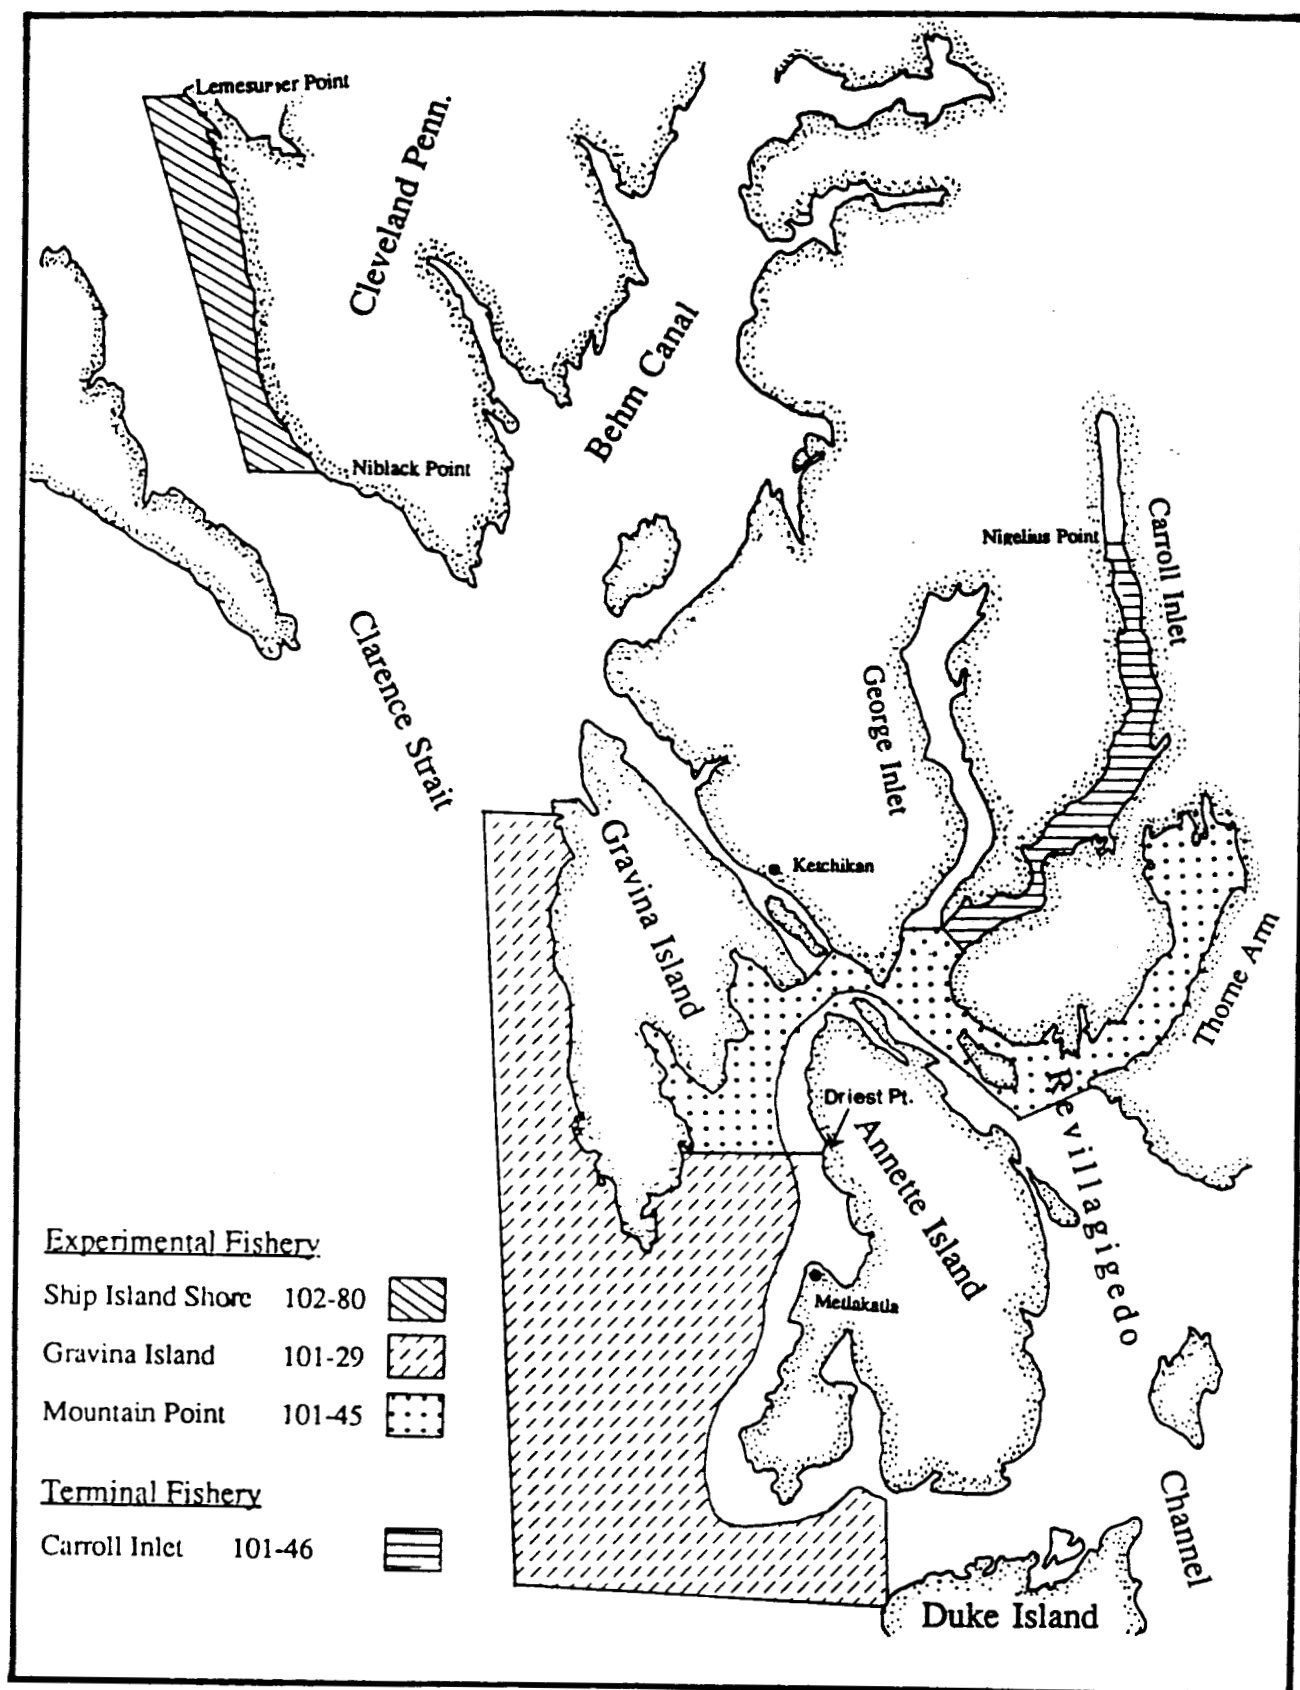 Lemesurier Point
Cleveland Penn.
Behm Canal
Niblack Point
Nigelius Point
Carroll Inlet
Clarence Strait
George Inlet
Gravina Island
Ketchikan
Thorne Arm
Driest Pt.
Annette Island
Revillagigedo
Channel
Metlakatla
Duke Island
Experimental Fishery
Ship Island Shore 102-80
Gravina Island 101-29
Mountain Point 101-45
Terminal Fishery
Carroll Inlet 101-46